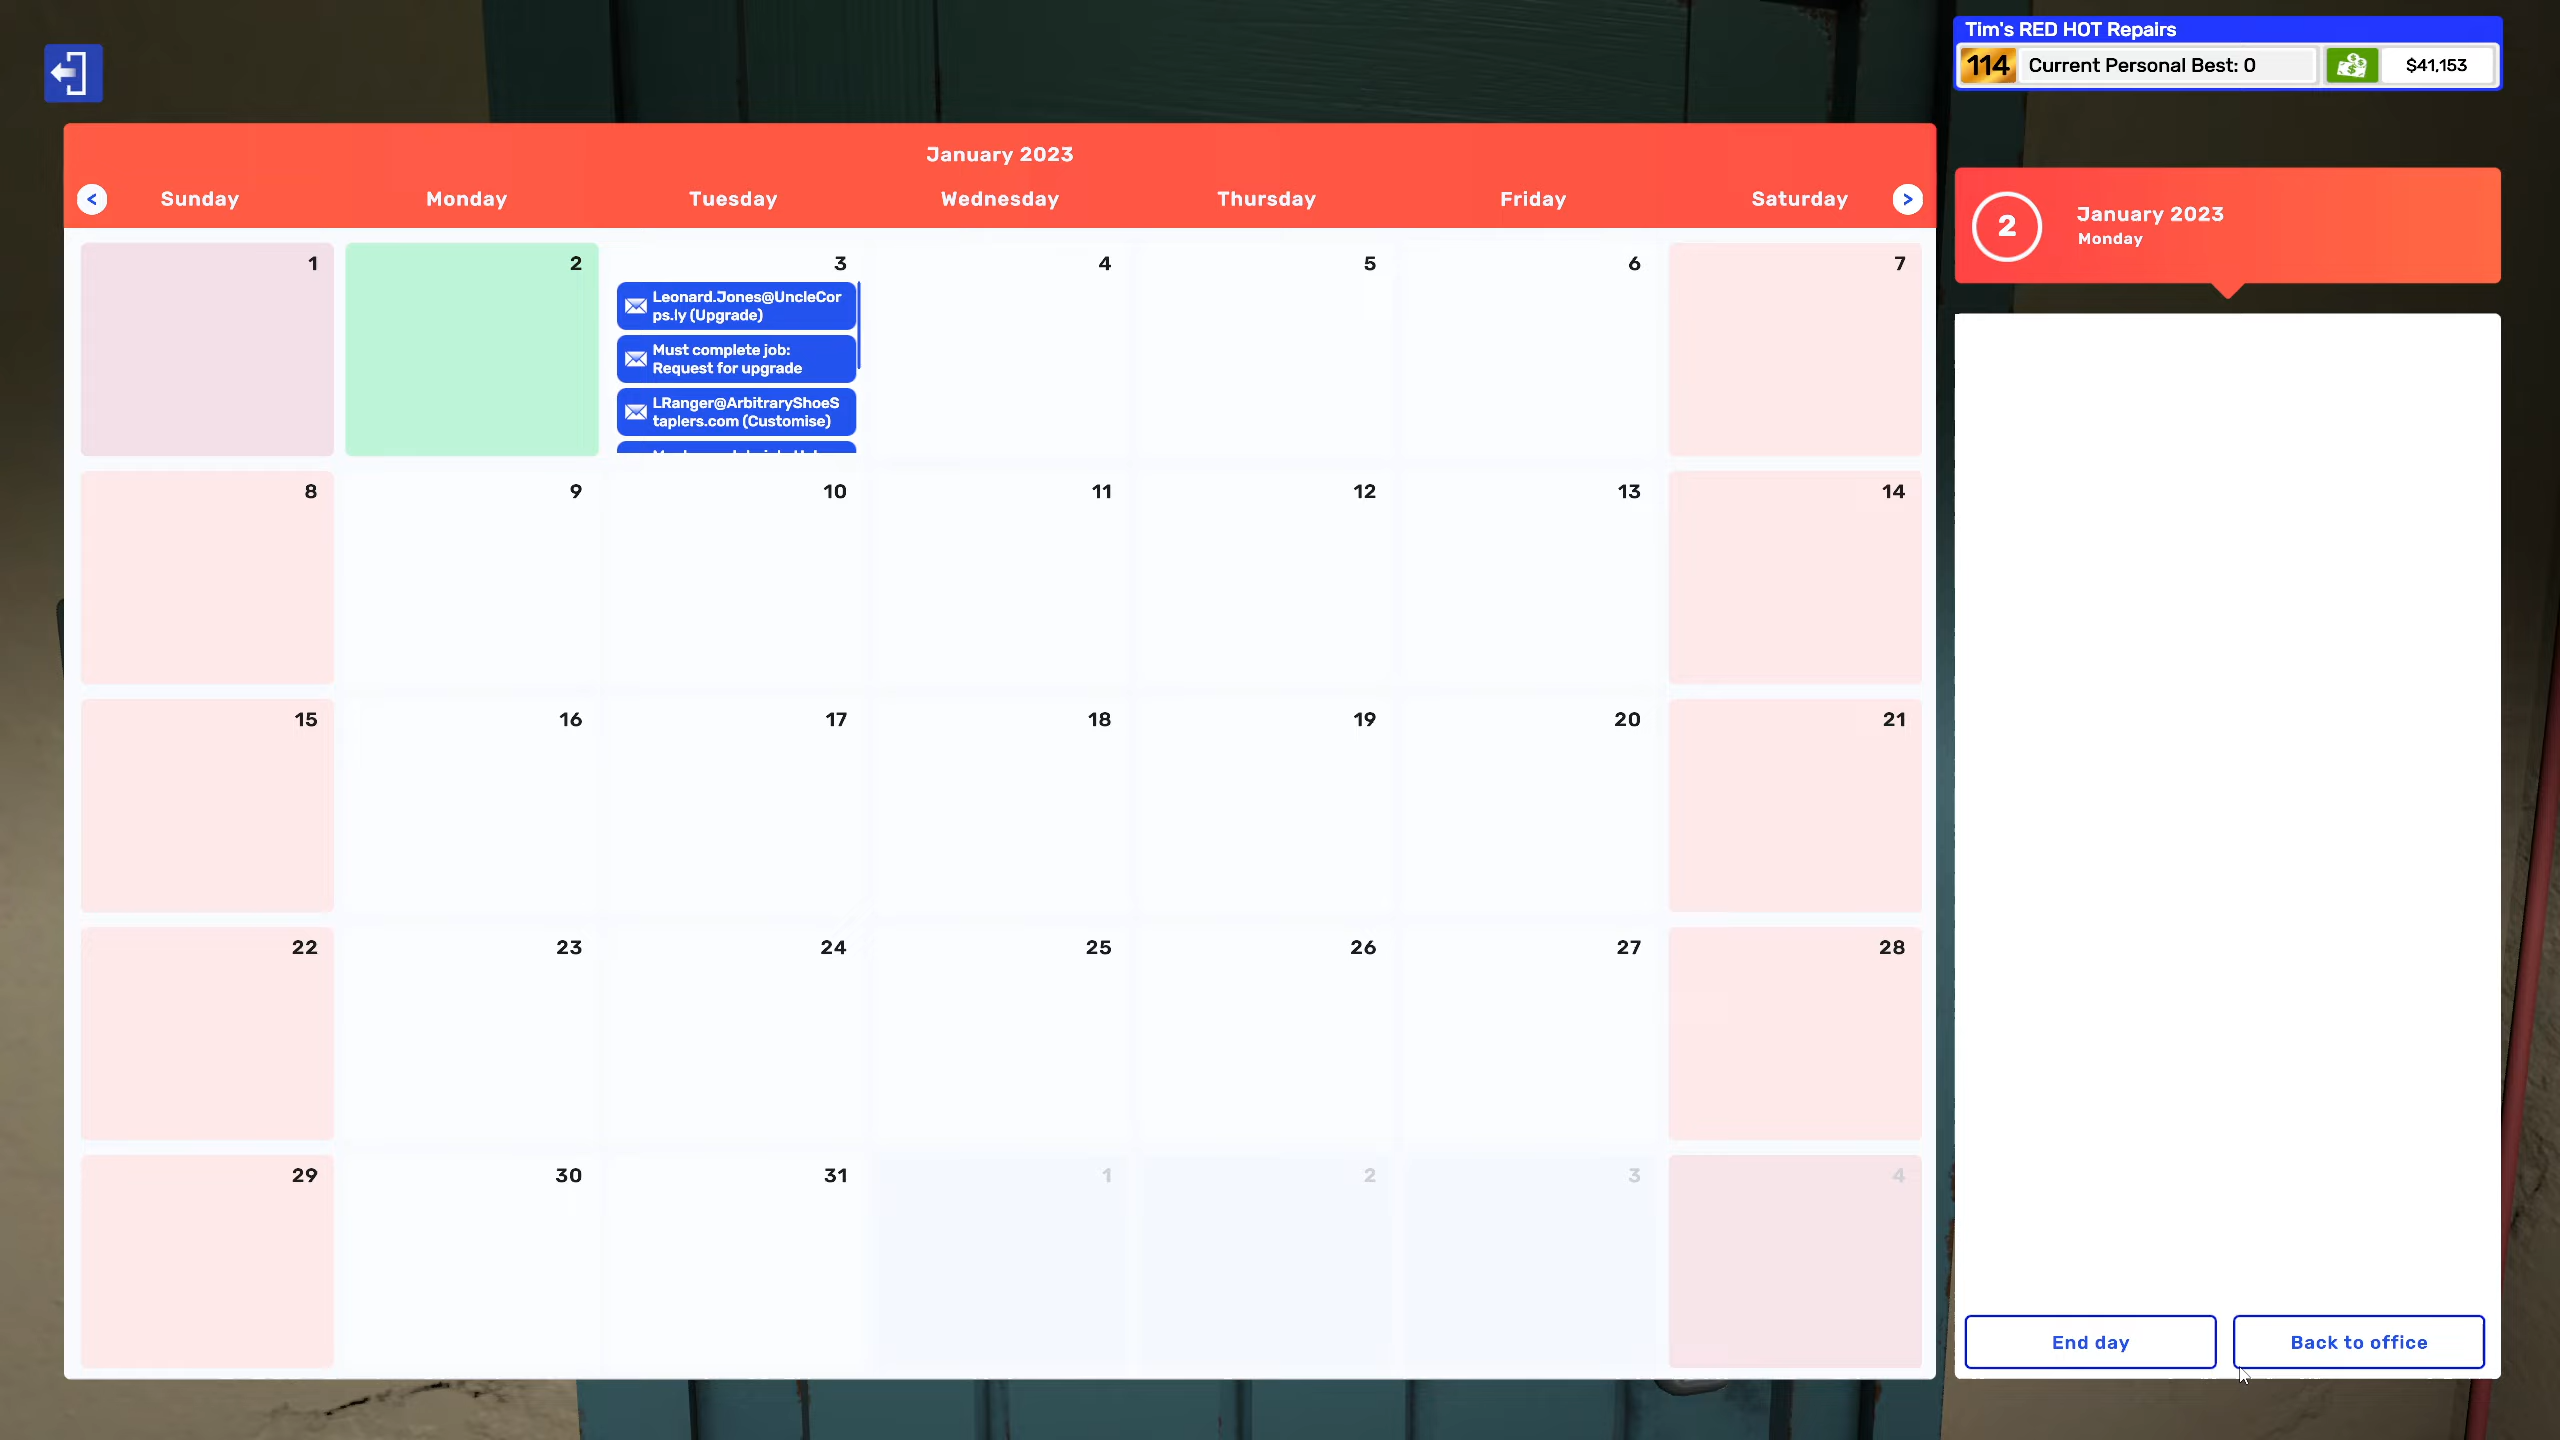 Tim's RED HOT Repairs
114 Current Personal Best: 0 $41,153
January 2023
< Sunday Monday Tuesday Wednesday Thursday Friday Saturday >
1 2 3 4 5 6 7
Leonard.Jones@UncleCor
ps.ly (Upgrade)
Must complete job:
Request for upgrade
LRanger@ArbitraryShoeS
taplers.com (Customise)
8 9 10 11 12 13 14
15 16 17 18 19 20 21
22 23 24 25 26 27 28
29 30 31 1 2 3 4
2
January 2023
Monday
End day
Back to office